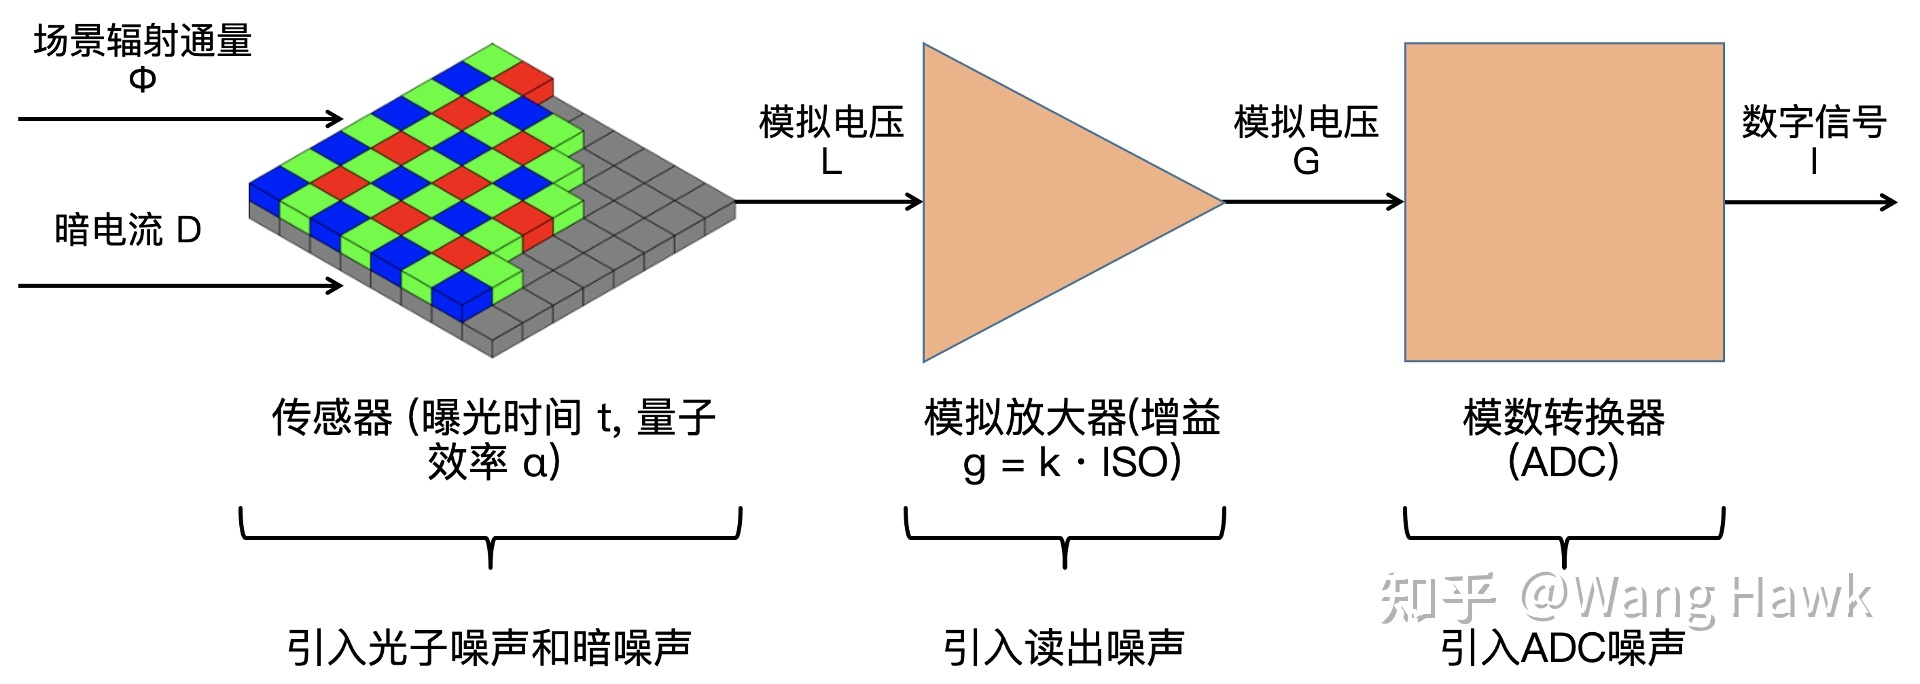 场景辐射通量
Φ
暗电流 D
模拟电压
L
模拟电压
G
数字信号
I
传感器 (曝光时间 t, 量子
效率 α)
模拟放大器(增益
g = k · ISO)
模数转换器
(ADC)
引入光子噪声和暗噪声
引入读出噪声
引入ADC噪声
知乎 @Wang Hawk